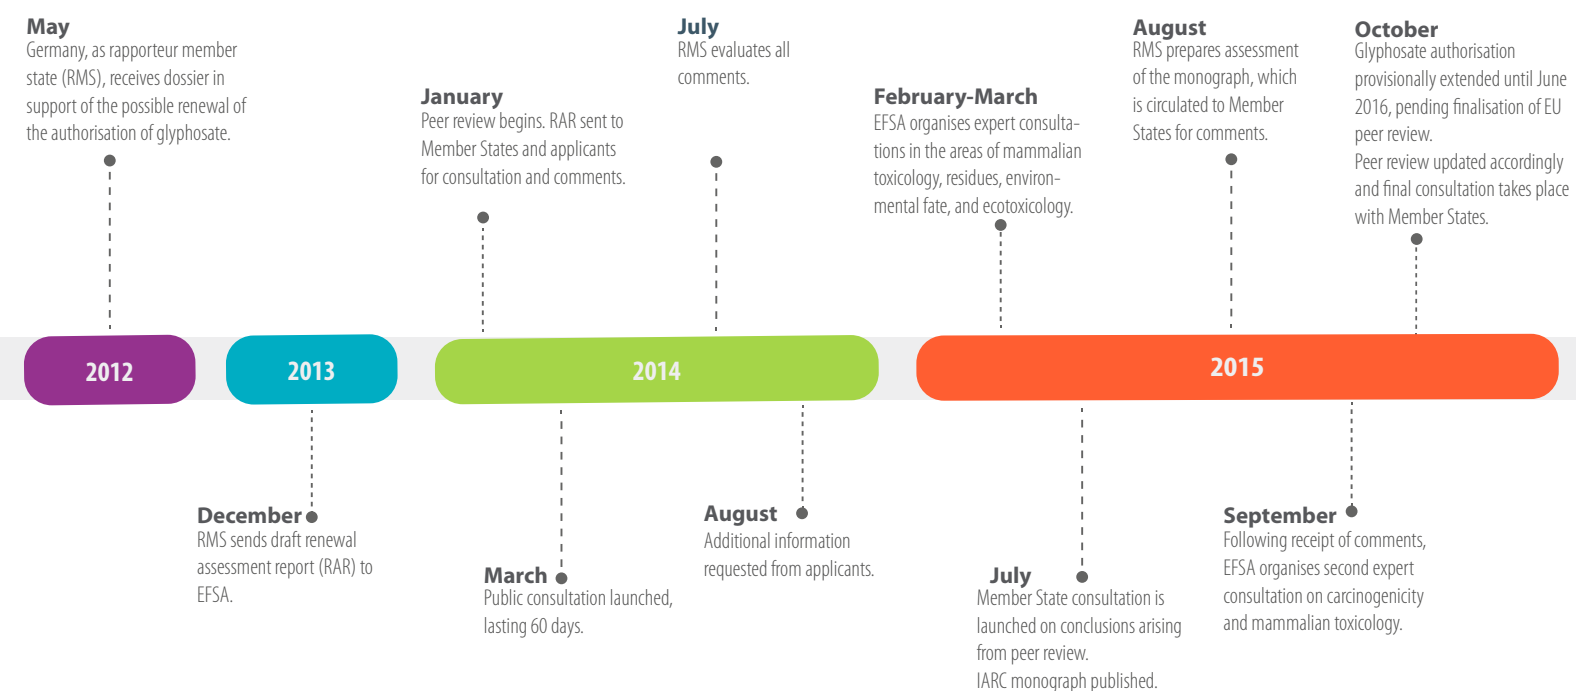 May
Germany, as rapporteur member
state (RMS), receives dossier in
support of the possible renewal of
the authorisation of glyphosate.
January
Peer review begins. RAR sent to
Member States and applicants
for consultation and comments.
July
RMS evaluates all
comments.
February-March
EFSA organises expert consulta-
tions in the areas of mammalian
toxicology, residues, environ-
mental fate, and ecotoxicology.
August
RMS prepares assessment
of the monograph, which
is circulated to Member
States for comments.
October
Glyphosate authorisation
provisionally extended until June
2016, pending finalisation of EU
peer review.
Peer review updated accordingly
and final consultation takes place
with Member States.
2012
2013
2014
2015
December
RMS sends draft renewal
assessment report (RAR) to
EFSA.
March
Public consultation launched,
lasting 60 days.
August
Additional information
requested from applicants.
July
Member State consultation is
launched on conclusions arising
from peer review.
IARC monograph published.
September
Following receipt of comments,
EFSA organises second expert
consultation on carcinogenicity
and mammalian toxicology.